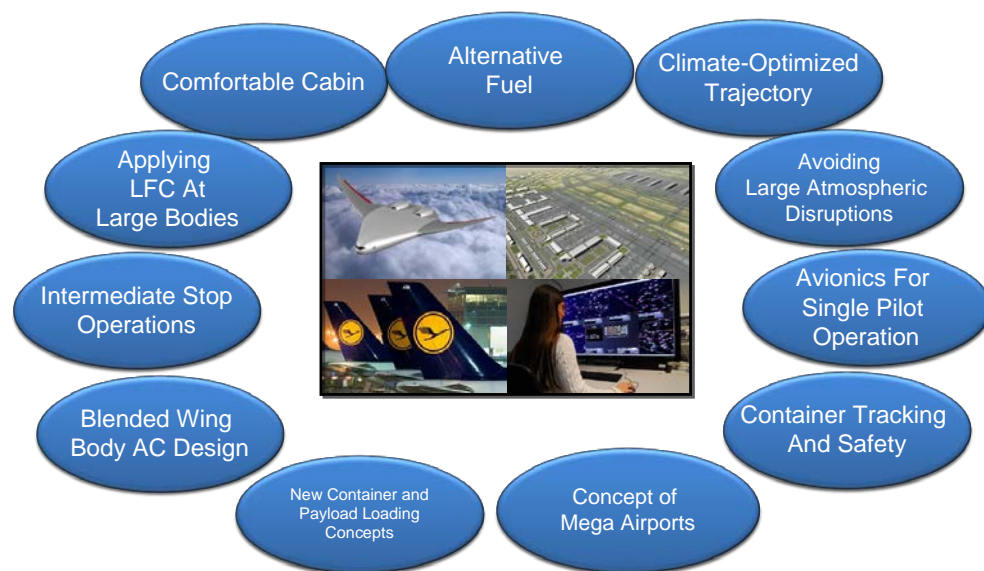 Comfortable Cabin
Alternative
Fuel
Climate-Optimized
Trajectory
Applying
LFC At
Large Bodies
Avoiding
Large Atmospheric
Disruptions
Intermediate Stop
Operations
Avionics For
Single Pilot
Operation
Blended Wing
Body AC Design
Container Tracking
And Safety
New Container and
Payload Loading
Concepts
Concept of
Mega Airports